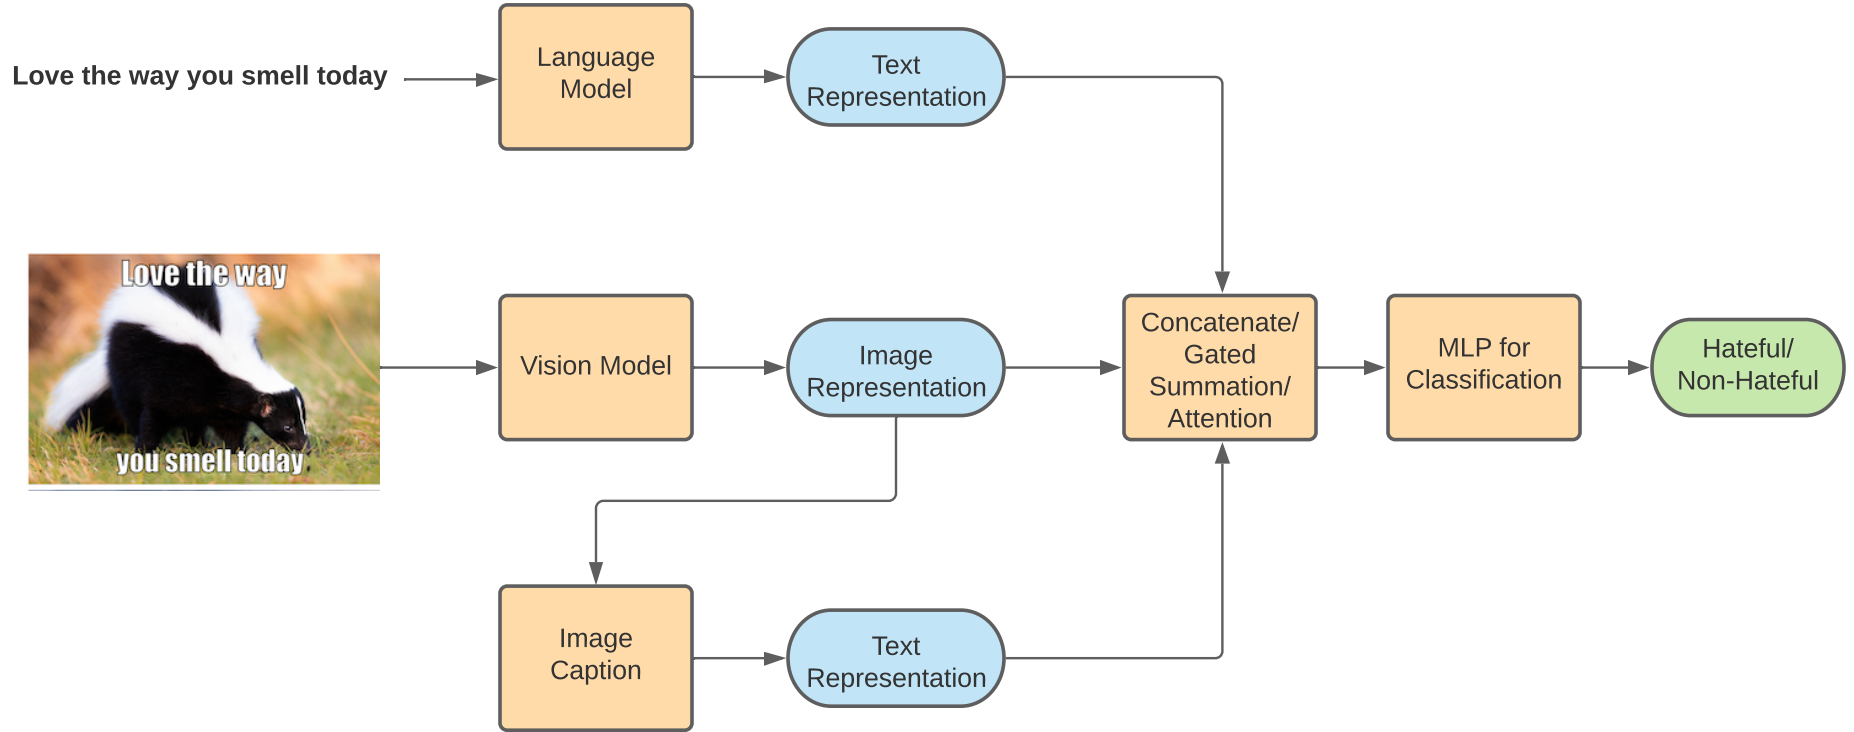 Love the way you smell today
Language
Model
Text
Representation
Love the way
you smell today
Vision Model
Image
Representation
Concatenate/
Gated
Summation/
Attention
MLP for
Classification
Hateful/
Non-Hateful
Image
Caption
Text
Representation